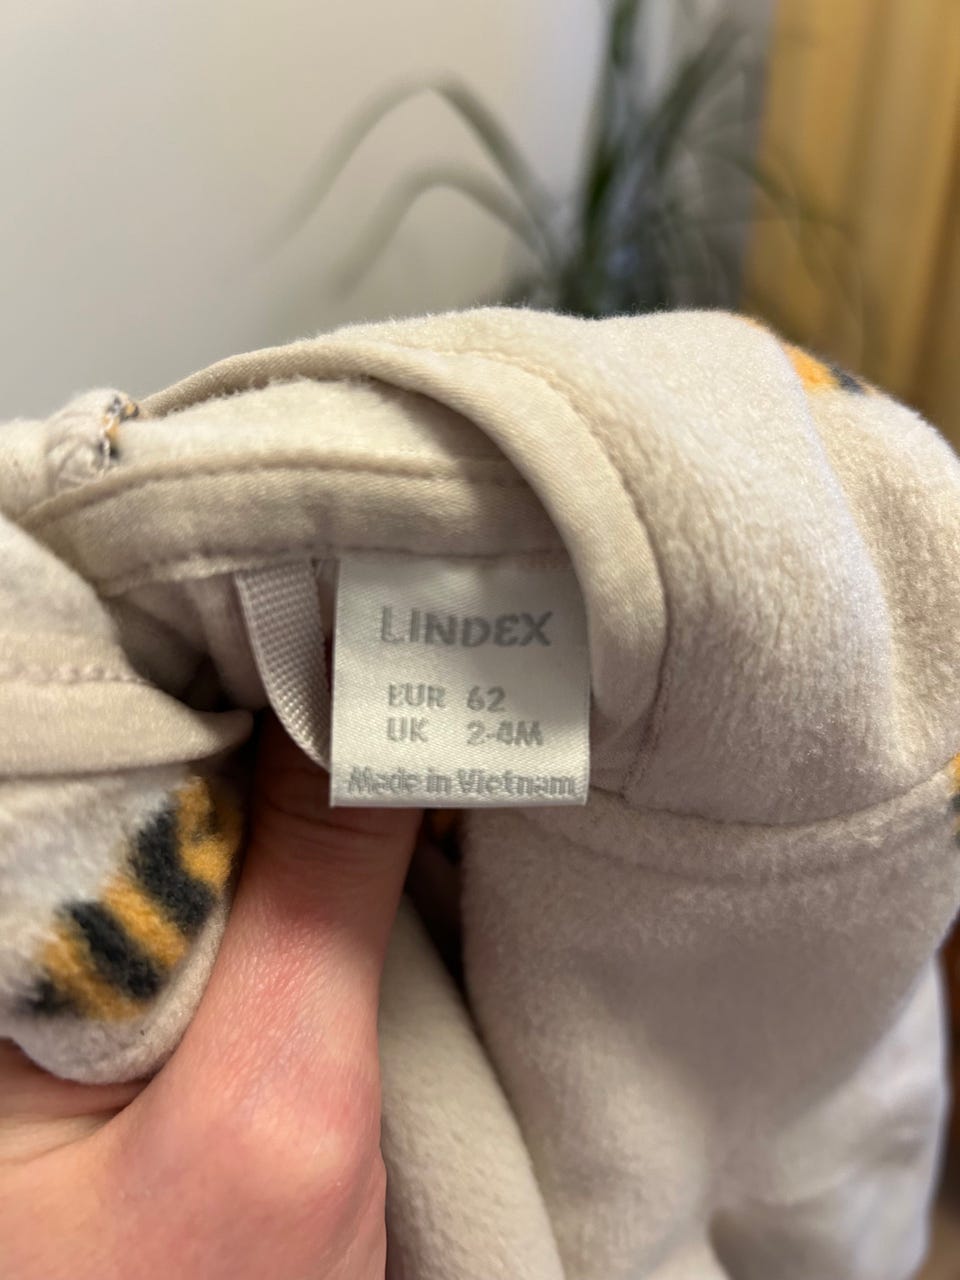 LINDEX
EUR 62
UK 2-4M
Made in Vietnam